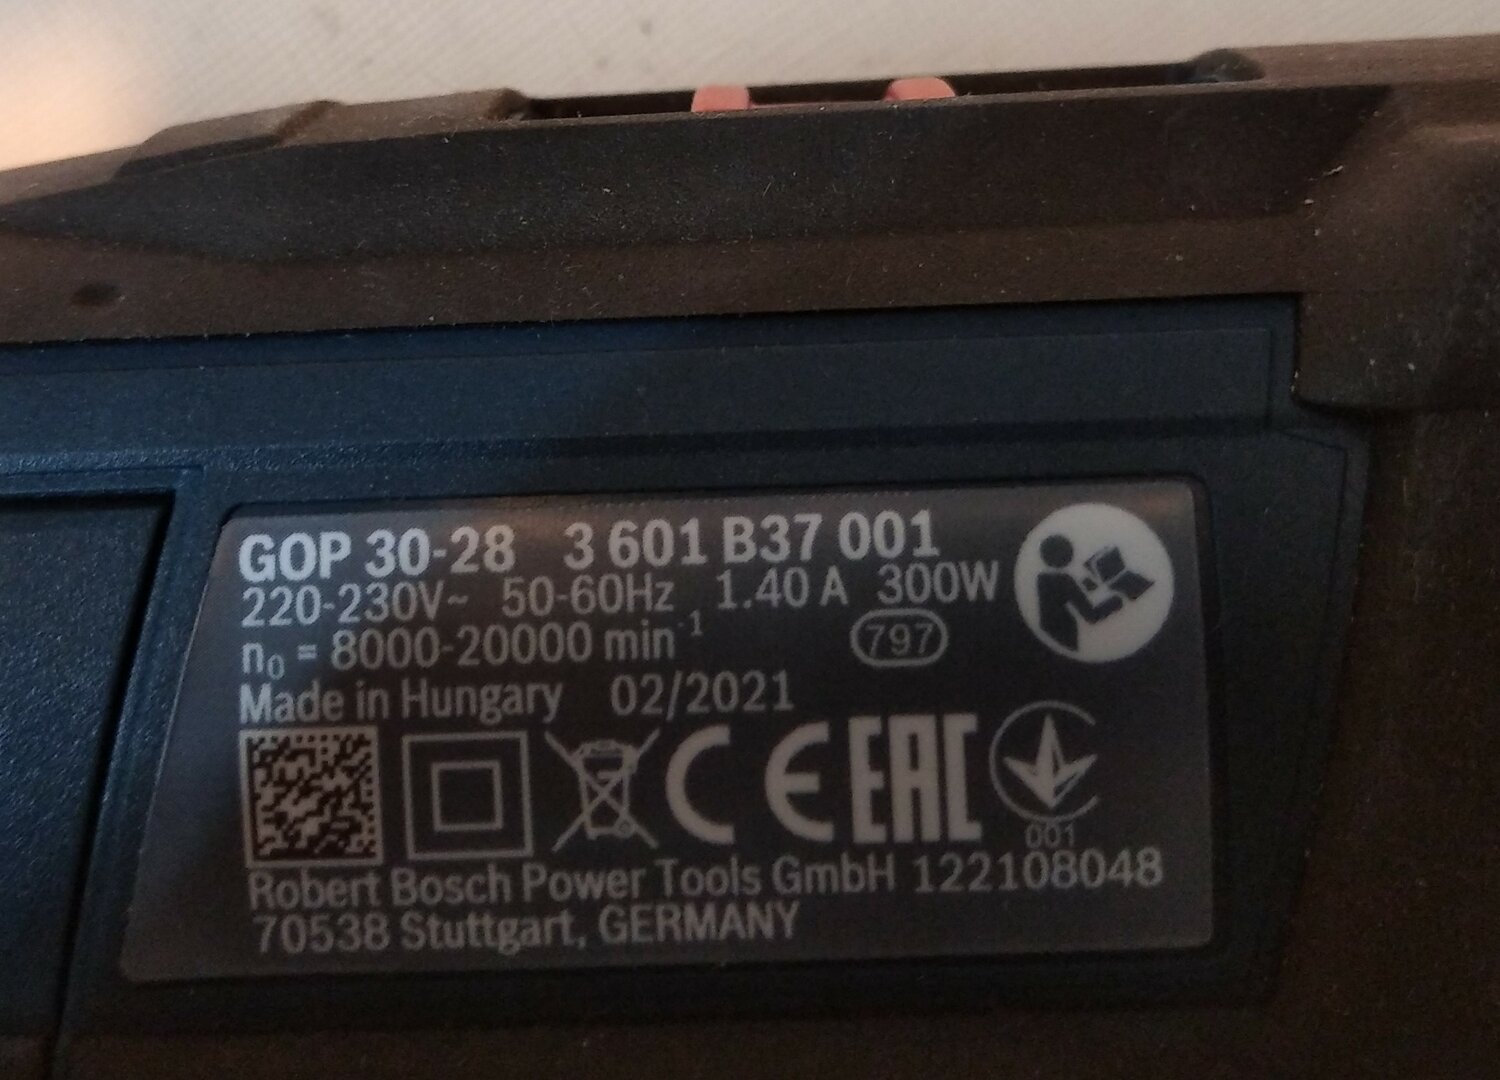 GOP 30-28 3 601 B37 001
220-230V~ 50-60Hz 1.40 A 300W
n₀ = 8000-20000 min⁻¹ 797
Made in Hungary 02/2021
CE EAC
001
Robert Bosch Power Tools GmbH 122108048
70538 Stuttgart, GERMANY